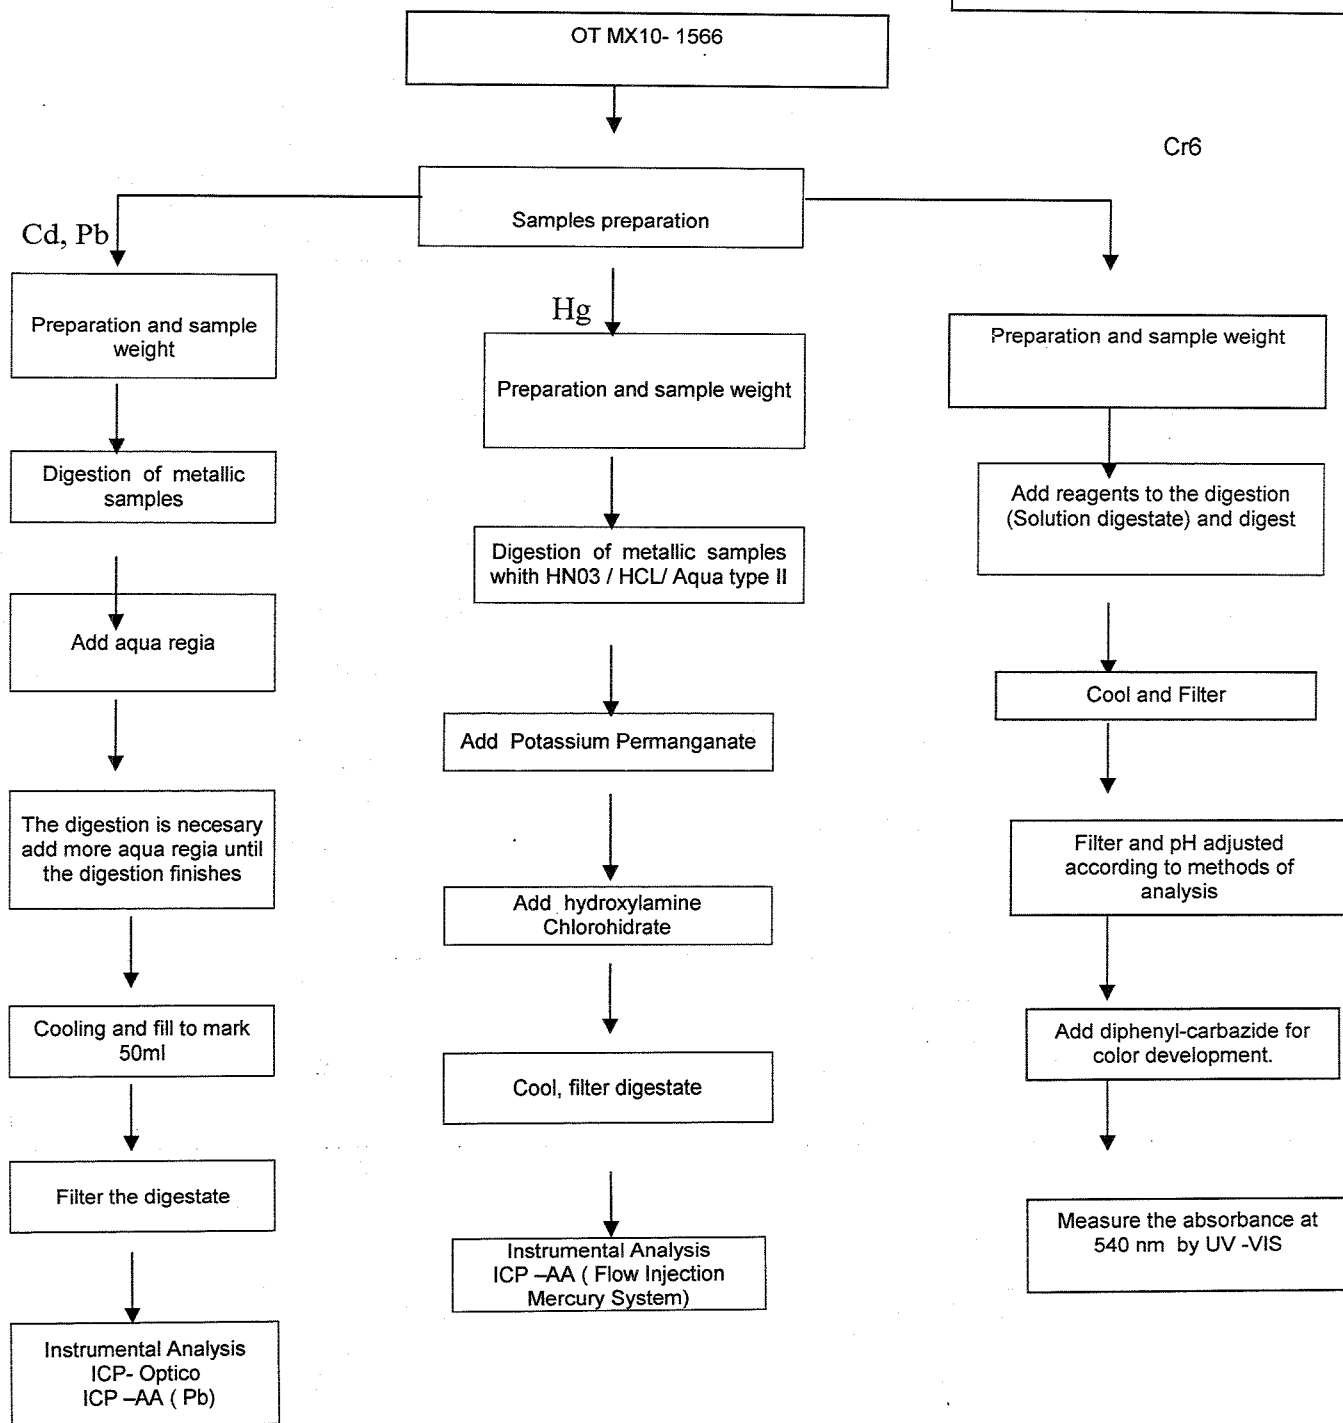 OT MX10- 1566
Cr6
Samples preparation
Cd, Pb
Preparation and sample
weight
Digestion of metallic
samples
Add aqua regia
The digestion is necesary
add more aqua regia until
the digestion finishes
Cooling and fill to mark
50ml
Filter the digestate
Instrumental Analysis
ICP- Optico
ICP –AA ( Pb)
Hg
Preparation and sample weight
Digestion of metallic samples
whith HN03 / HCL/ Aqua type II
Add Potassium Permanganate
Add hydroxylamine
Chlorohidrate
Cool, filter digestate
Instrumental Analysis
ICP –AA ( Flow Injection
Mercury System)
Preparation and sample weight
Add reagents to the digestion
(Solution digestate) and digest
Cool and Filter
Filter and pH adjusted
according to methods of
analysis
Add diphenyl-carbazide for
color development.
Measure the absorbance at
540 nm by UV -VIS